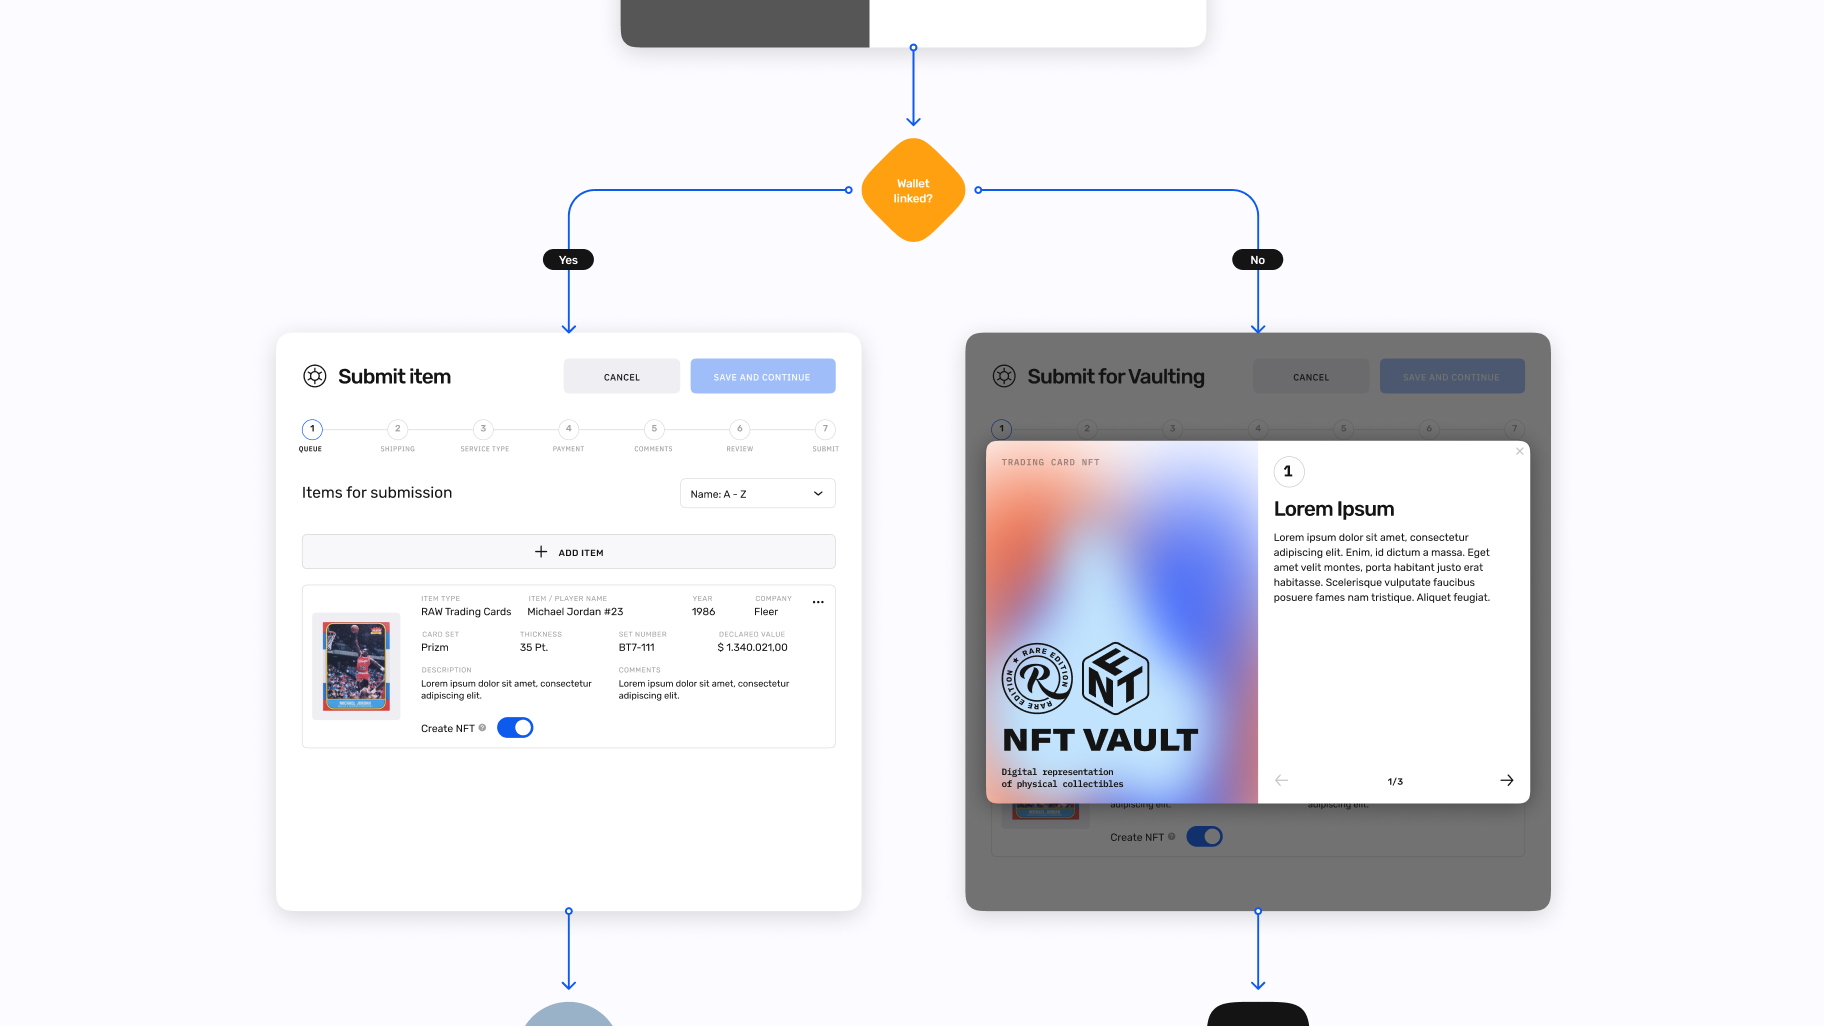 Wallet
linked?
Yes
No
Submit item
CANCEL
SAVE AND CONTINUE
1
2
3
4
5
6
7
QUEUE
SHIPPING
SERVICE TYPE
PAYMENT
COMMENTS
REVIEW
SUBMIT
Items for submission
Name: A - Z
ADD ITEM
ITEM TYPE
ITEM / PLAYER NAME
YEAR
COMPANY
RAW Trading Cards
Michael Jordan #23
1986
Fleer
CARD SET
THICKNESS
SET NUMBER
DECLARED VALUE
Prizm
35 Pt.
BT7-111
$ 1.340.021,00
DESCRIPTION
COMMENTS
Lorem ipsum dolor sit amet, consectetur
adipiscing elit.
Lorem ipsum dolor sit amet, consectetur
adipiscing elit.
MICHAEL JORDAN
Create NFT ?
Submit for Vaulting
CANCEL
SAVE AND CONTINUE
1
2
3
4
5
6
7
TRADING CARD NFT
RARE EDITION
RARE EDITION
R
NFT
NFT VAULT
Digital representation
of physical collectibles
1
Lorem Ipsum
Lorem ipsum dolor sit amet, consectetur
adipiscing elit. Enim, id dictum a massa. Eget
amet velit montes, porta habitant justo erat
habitasse. Scelerisque vulputate faucibus
posuere fames nam tristique. Aliquet feugiat.
1/3
adipiscing elit.
adipiscing elit.
Create NFT ?